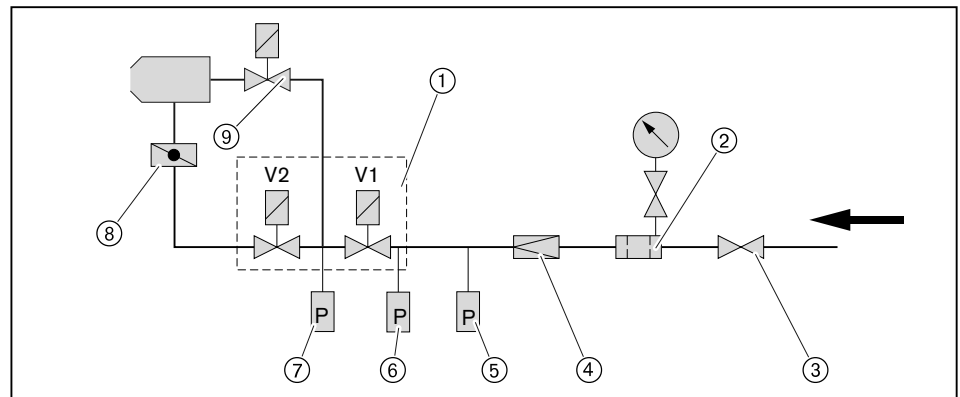 ①
②
⑨
V2
V1
⑧
P
P
P
⑦
⑥
⑤
④
③